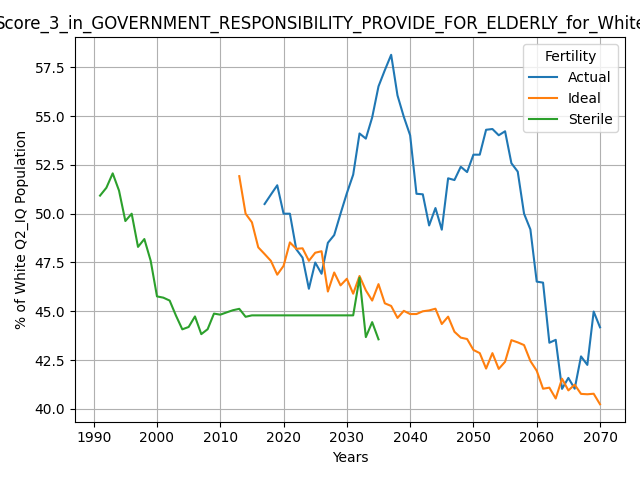 Score_3_in_GOVERNMENT_RESPONSIBILITY_PROVIDE_FOR_ELDERLY_for_White
Fertility
Actual
Ideal
Sterile
% of White Q2_IQ Population
57.5
55.0
52.5
50.0
47.5
45.0
42.5
40.0
1990 2000 2010 2020 2030 2040 2050 2060 2070
Years